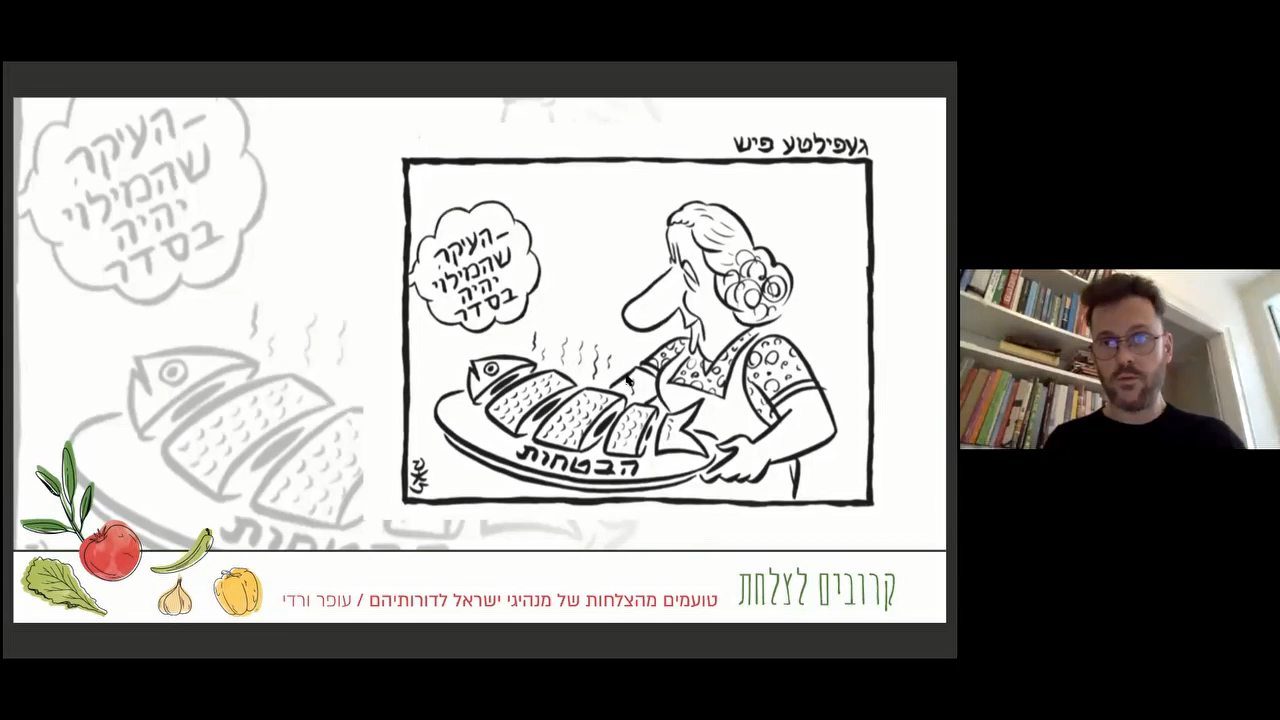 געפילטע פיש
- העיקר
שהמילוי
יהיה
בסדר
הבטחות
- העיקר
שהמילוי
יהיה
בסדר
הבטחות
קרובים לצלחת
טועמים מהצלחות של מנהיגי ישראל לדורותיהם / עופר ורדי